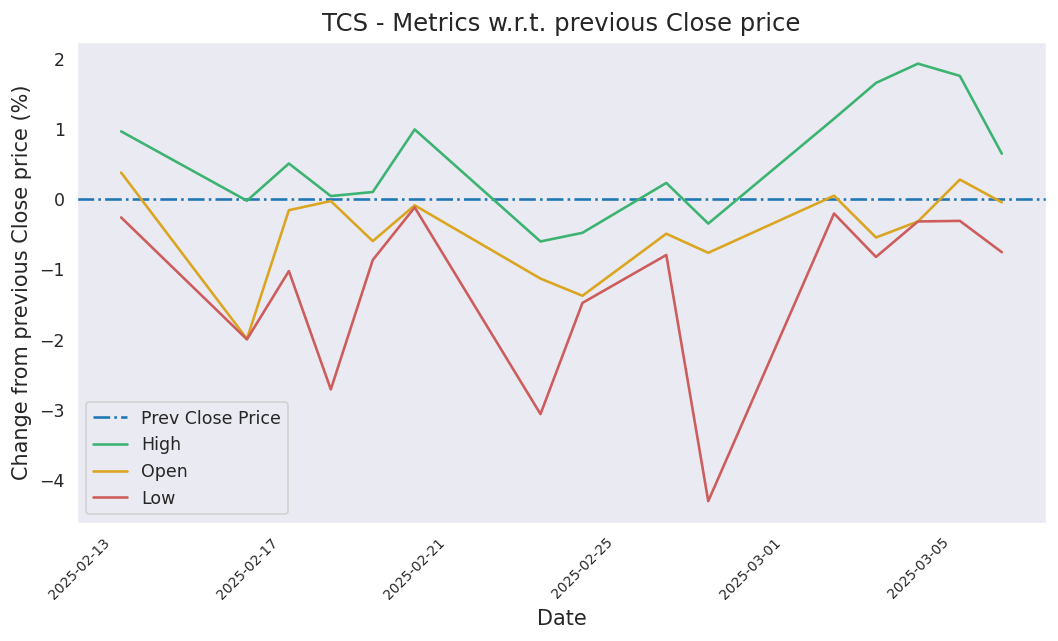 TCS - Metrics w.r.t. previous Close price
Change from previous Close price (%)
2
1
0
−1
−2
−3
−4
Prev Close Price
High
Open
Low
2025-02-13
2025-02-17
2025-02-21
2025-02-25
2025-03-01
2025-03-05
Date